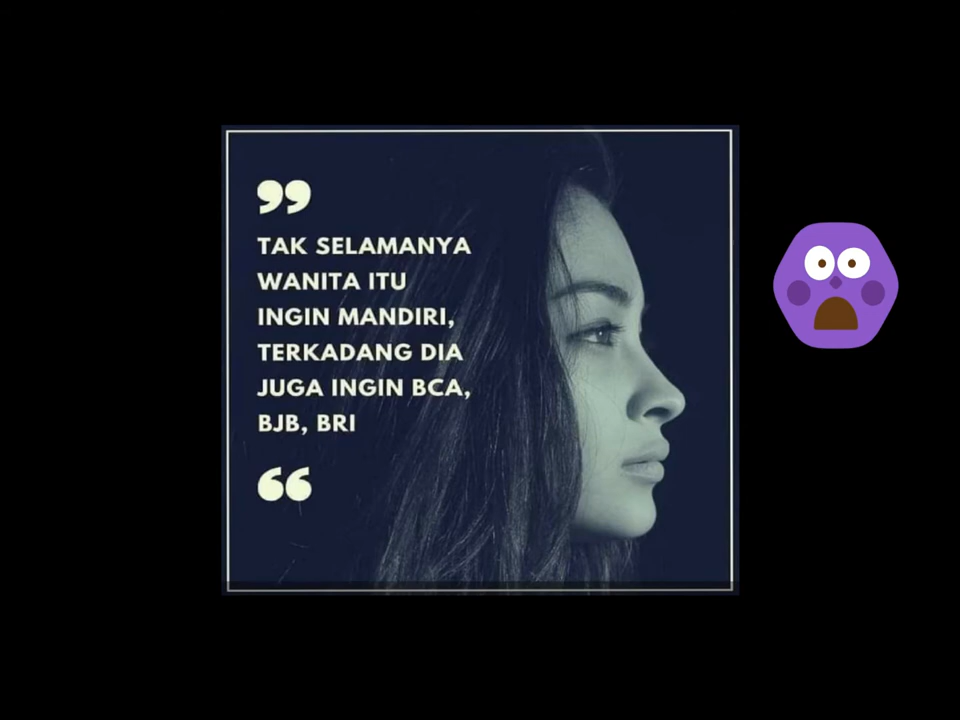 ”
TAK SELAMANYA
WANITA ITU
INGIN MANDIRI,
TERKADANG DIA
JUGA INGIN BCA,
BJB, BRI
“